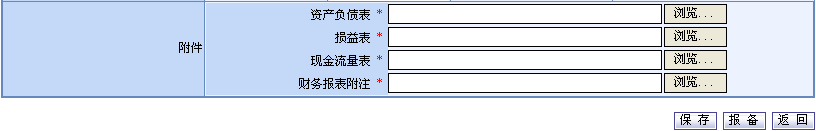 资产负债表 * 浏览...
损益表 * 浏览...
附件
现金流量表 * 浏览...
财务报表附注 * 浏览...
保 存 报 备 返 回